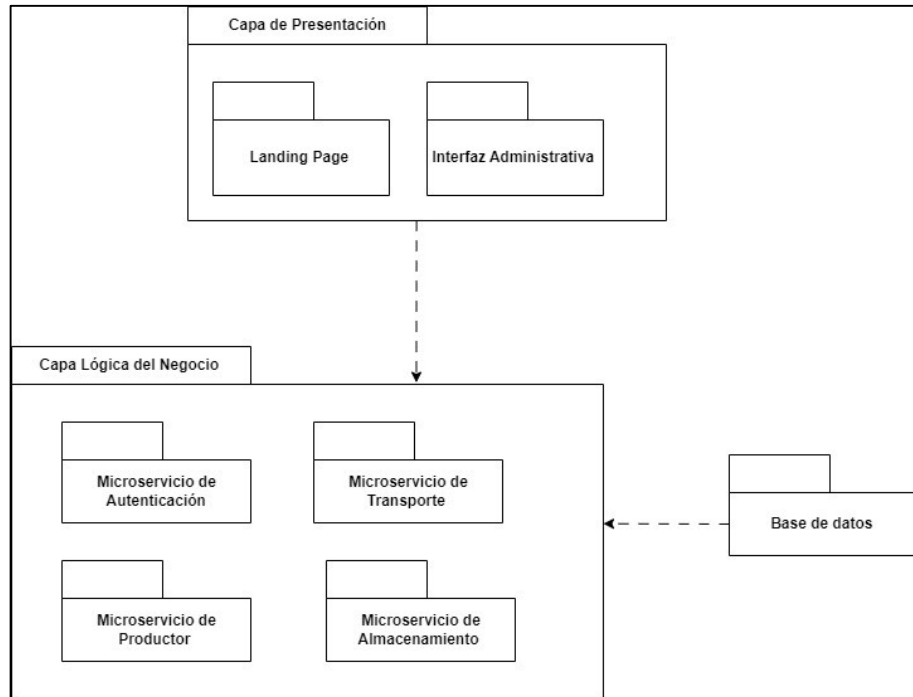 Capa de Presentación
Landing Page
Interfaz Administrativa
Capa Lógica del Negocio
Microservicio de
Autenticación
Microservicio de
Transporte
Base de datos
Microservicio de
Productor
Microservicio de
Almacenamiento